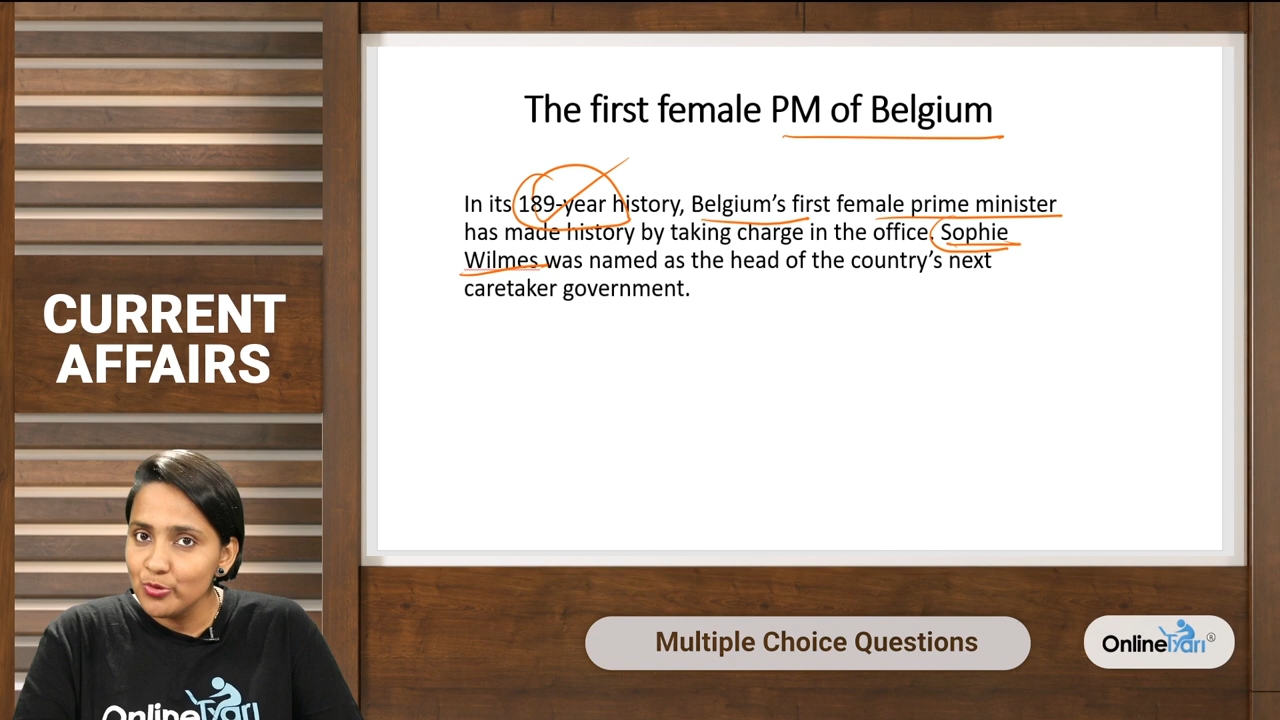 The first female PM of Belgium
In its 189-year history, Belgium’s first female prime minister
has made history by taking charge in the office. Sophie
Wilmes was named as the head of the country’s next
caretaker government.
CURRENT
AFFAIRS
Multiple Choice Questions
OnlineTyari®
OnlineTyari